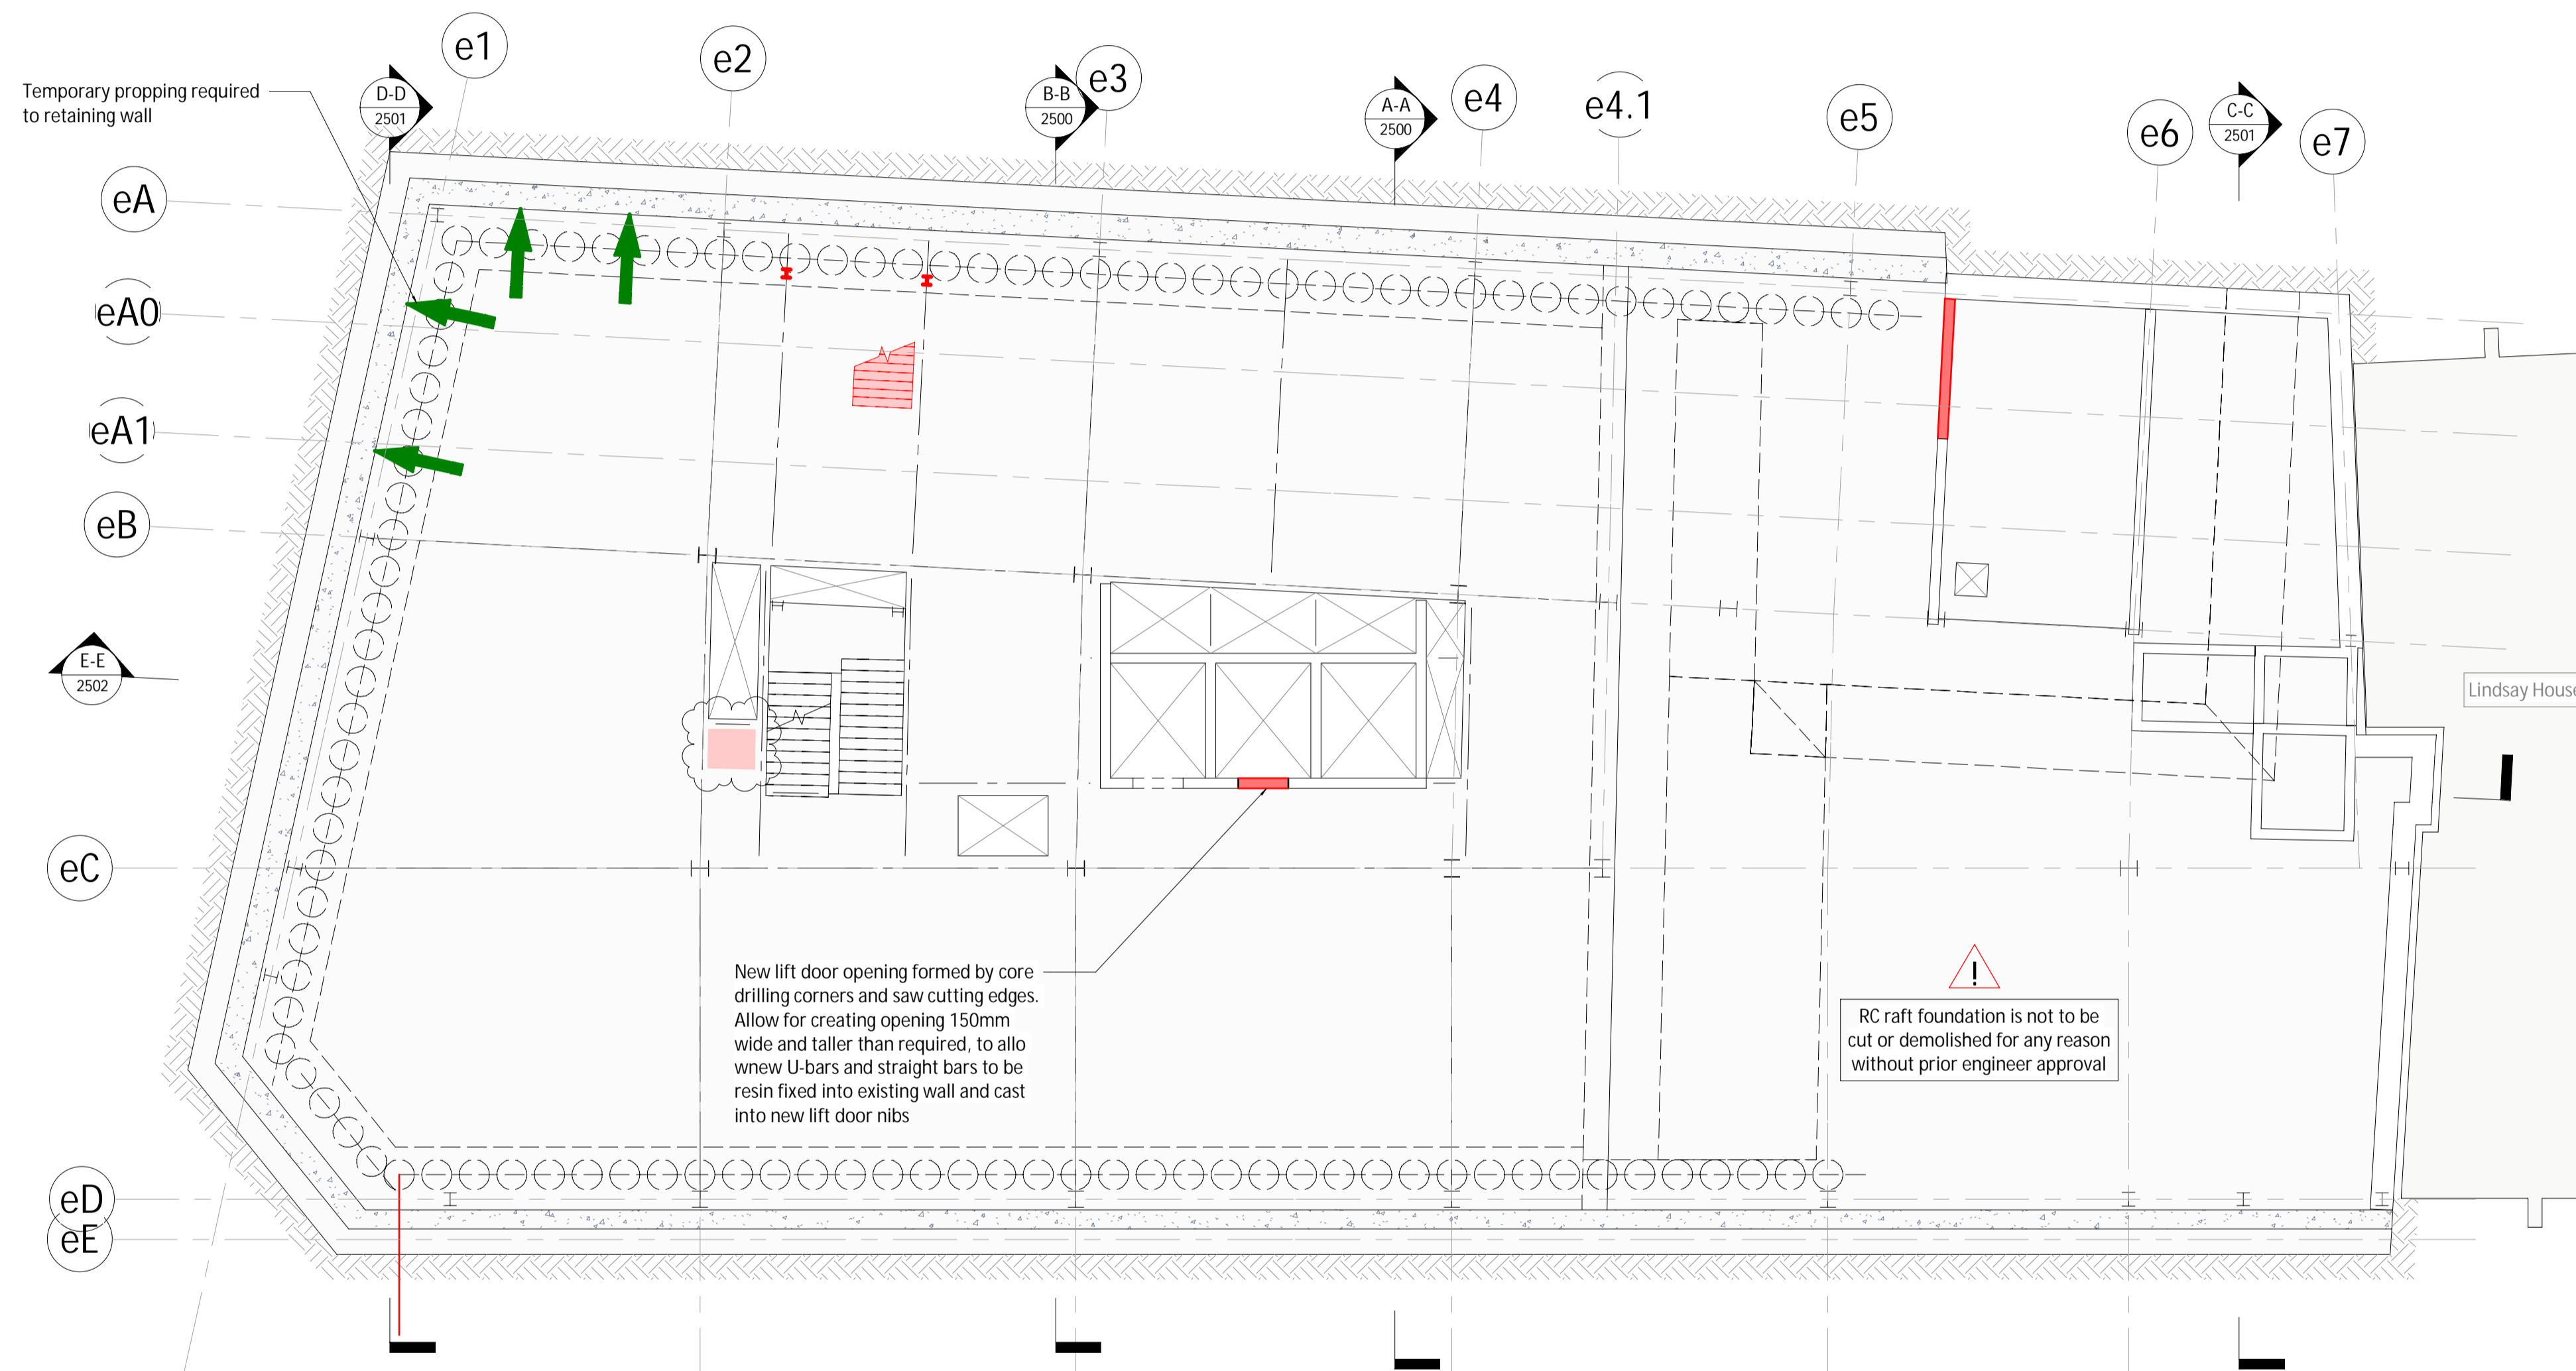 e1
e2
e3
e4
e4.1
e5
e6
e7
Temporary propping required
to retaining wall
D-D
2501
B-B
2500
A-A
2500
C-C
2501
eA
eA0
eA1
eB
E-E
2502
Lindsay House
eC
New lift door opening formed by core
drilling corners and saw cutting edges.
Allow for creating opening 150mm
wide and taller than required, to allo
wnew U-bars and straight bars to be
resin fixed into existing wall and cast
into new lift door nibs
!
RC raft foundation is not to be
cut or demolished for any reason
without prior engineer approval
eD
eE